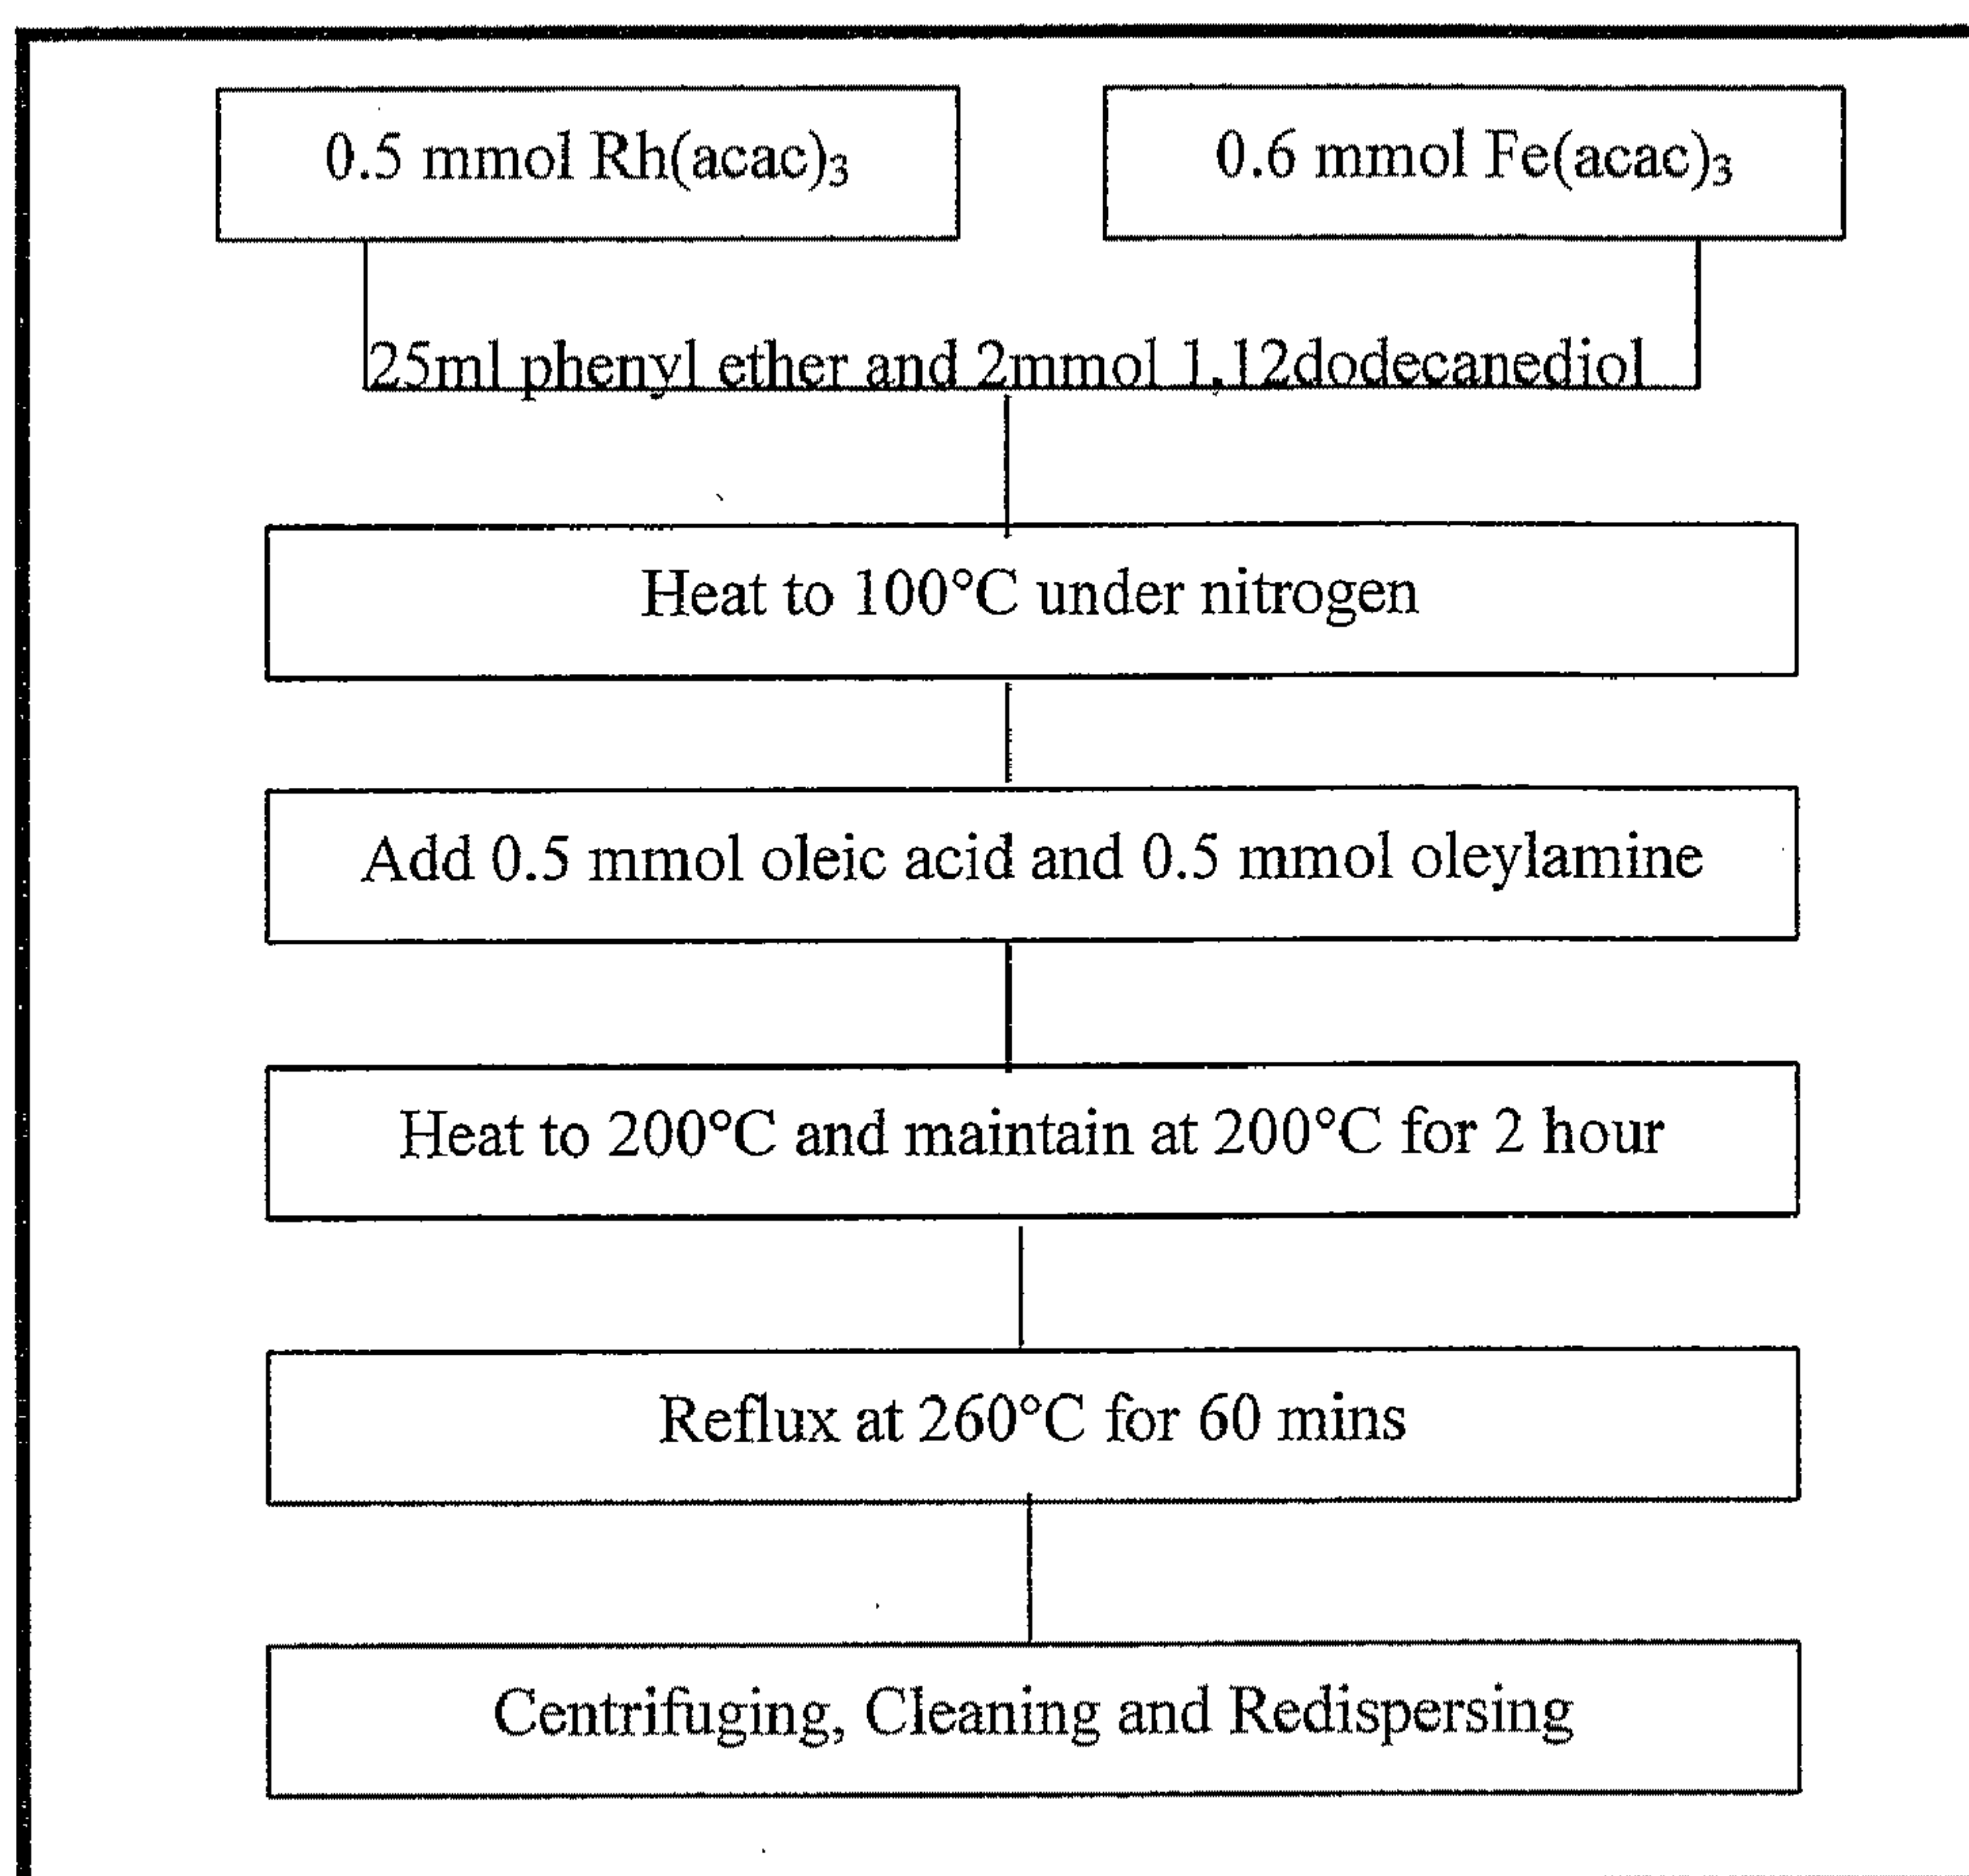 0.5 mmol Rh(acac)₃
0.6 mmol Fe(acac)₃
25ml phenyl ether and 2mmol 1,12dodecanediol
Heat to 100°C under nitrogen
Add 0.5 mmol oleic acid and 0.5 mmol oleylamine
Heat to 200°C and maintain at 200°C for 2 hour
Reflux at 260°C for 60 mins
Centrifuging, Cleaning and Redispersing